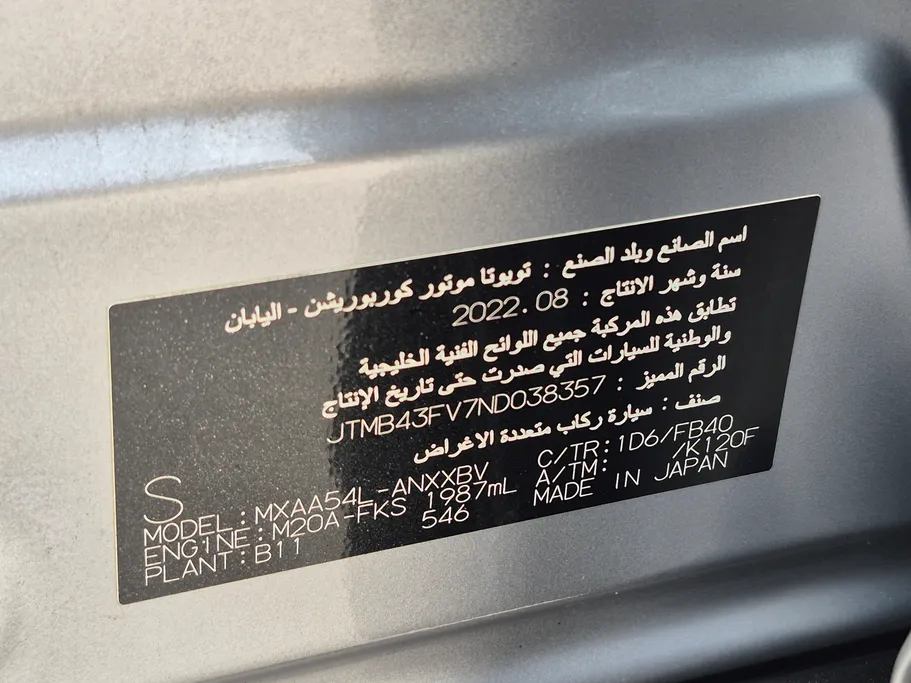 اسم الصانع وبلد الصنع : تويوتا موتور كوربوريشن - اليابان
سنة وشهر الانتاج : 2022.08
تطابق هذه المركبة جميع اللوائح الفنية الخليجية
والوطنية للسيارات التي صدرت حتى تاريخ الإنتاج
الرقم المميز : JTMB43FV7ND038357
صنف : سيارة ركاب متعددة الاغراض
S
MODEL:MXAA54L-ANXXBV C/TR:1D6/FB40
ENGINE:M20A-FKS 1987mL A/TM: /K120F
PLANT:B11 546 MADE IN JAPAN